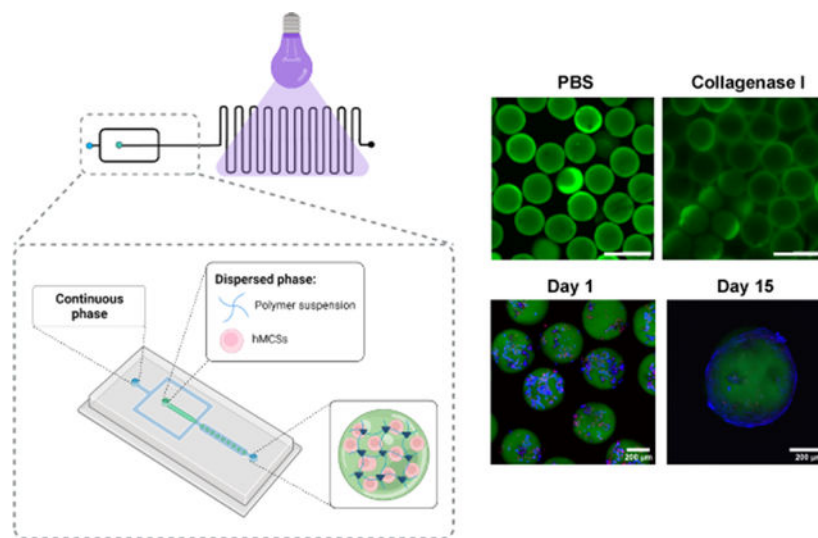 PBS
Collagenase I
Continuous
phase
Dispersed phase:
Polymer suspension
hMCSs
Day 1
Day 15
200 µm
200 µm